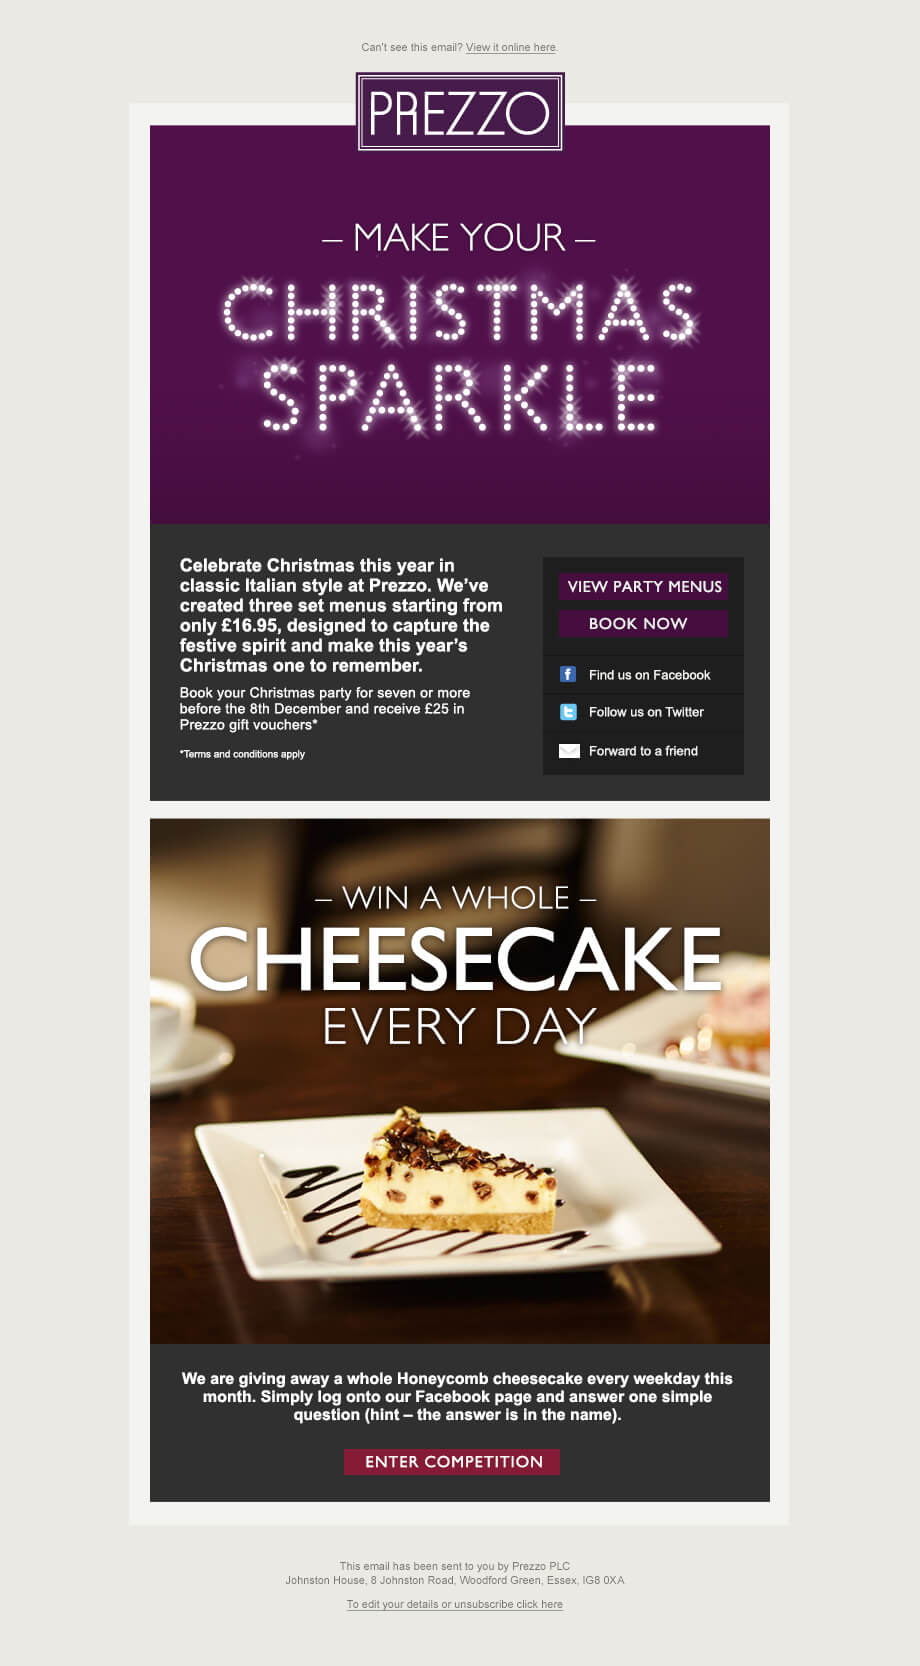 Can't see this email? View it online here.
PREZZO
– MAKE YOUR –
CHRISTMAS
SPARKLE
Celebrate Christmas this year in
classic Italian style at Prezzo. We've
created three set menus starting from
only £16.95, designed to capture the
festive spirit and make this year's
Christmas one to remember.
Book your Christmas party for seven or more
before the 8th December and receive £25 in
Prezzo gift vouchers*
*Terms and conditions apply
VIEW PARTY MENUS
BOOK NOW
f Find us on Facebook
t Follow us on Twitter
Forward to a friend
– WIN A WHOLE –
CHEESECAKE
EVERY DAY
We are giving away a whole Honeycomb cheesecake every weekday this
month. Simply log onto our Facebook page and answer one simple
question (hint – the answer is in the name).
ENTER COMPETITION
This email has been sent to you by Prezzo PLC
Johnston House, 8 Johnston Road, Woodford Green, Essex, IG8 0XA
To edit your details or unsubscribe click here